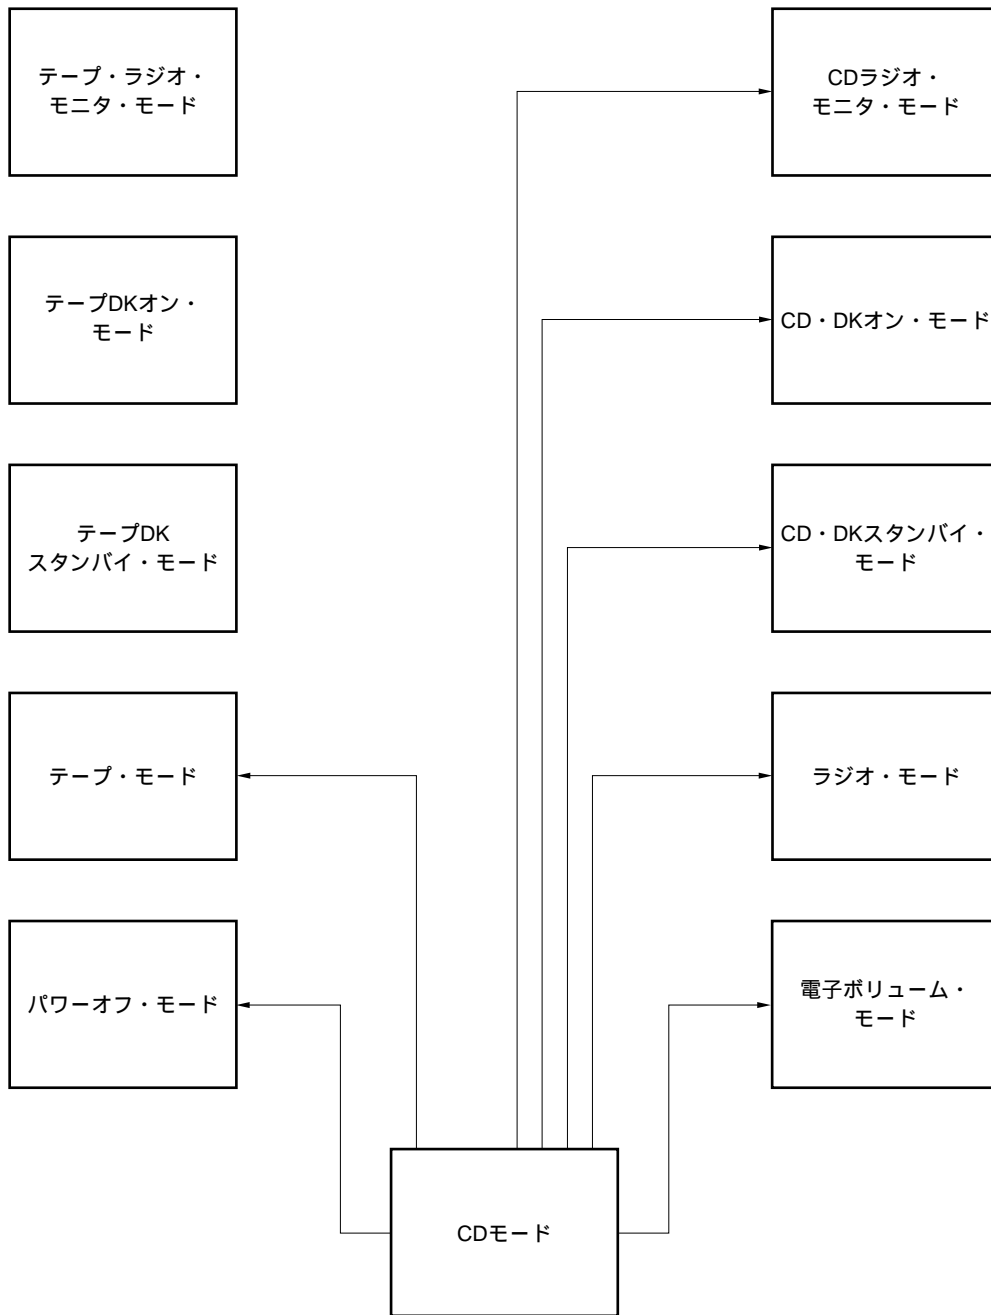 テープ・ラジオ・
モニタ・モード
CDラジオ・
モニタ・モード
テープDKオン・
モード
CD・DKオン・モード
テープDK
スタンバイ・モード
CD・DKスタンバイ・
モード
テープ・モード
ラジオ・モード
パワーオフ・モード
電子ボリューム・
モード
CDモード